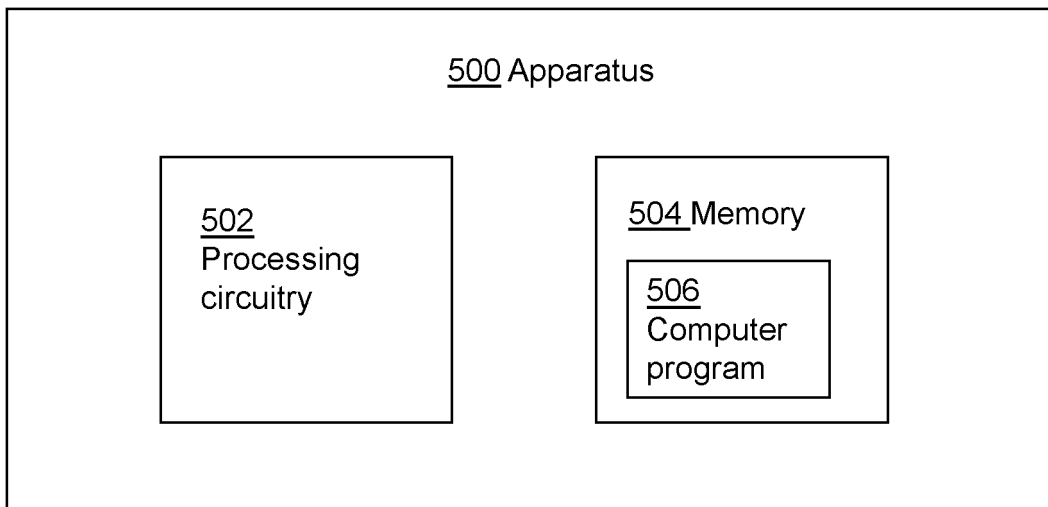 500 Apparatus
502
Processing
circuitry
504 Memory
506
Computer
program